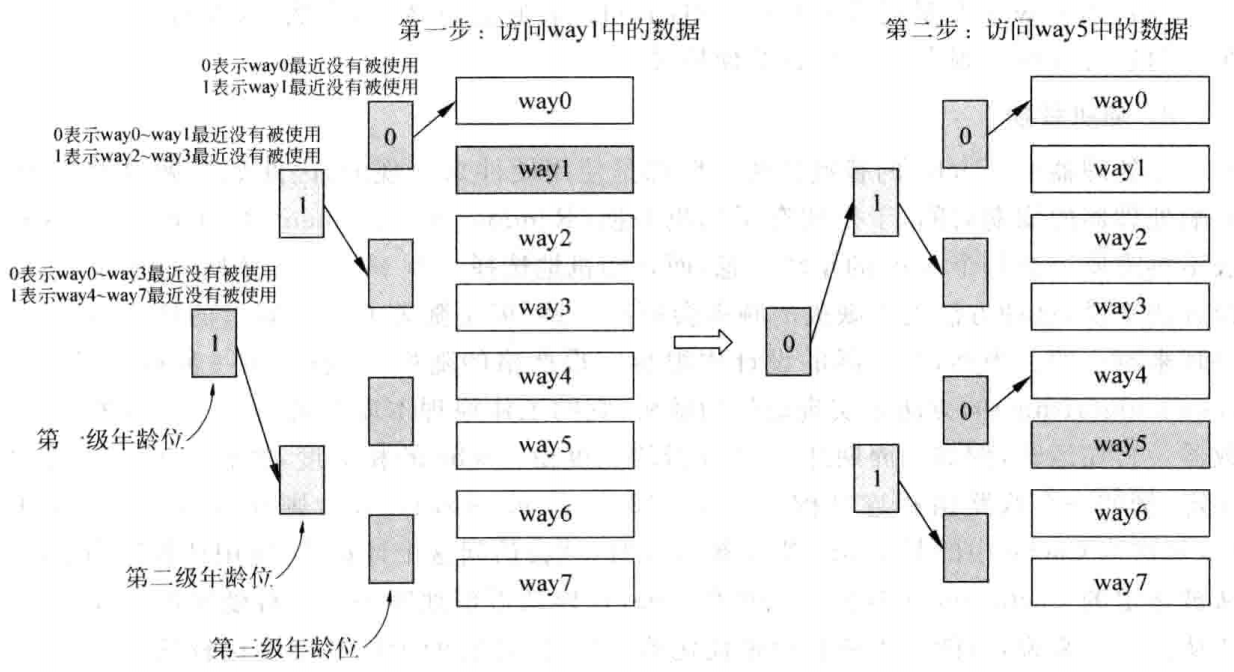 第一步：访问way1中的数据
第二步：访问way5中的数据
0表示way0最近没有被使用
1表示way1最近没有被使用
0表示way0~way1最近没有被使用
1表示way2~way3最近没有被使用
0表示way0~way3最近没有被使用
1表示way4~way7最近没有被使用
0
1
1
way0
way1
way2
way3
way4
way5
way6
way7
第一级年龄位
第二级年龄位
第三级年龄位
0
1
0
0
1
way0
way1
way2
way3
way4
way5
way6
way7